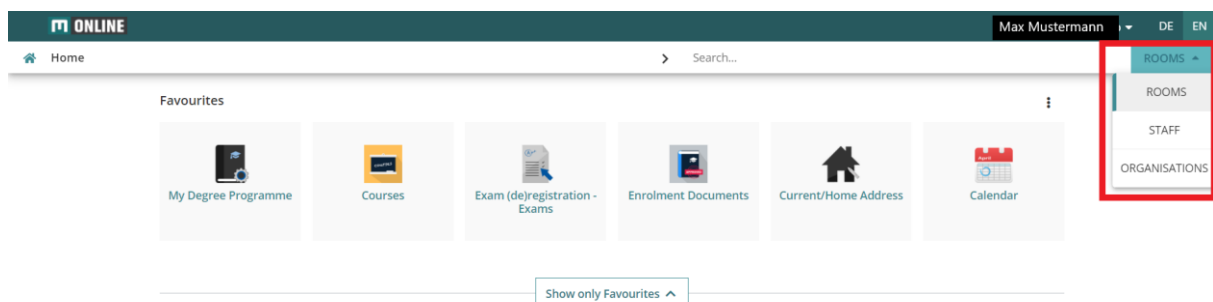 m ONLINE
Max Mustermann
DE
EN
Home
Search...
ROOMS
ROOMS
STAFF
ORGANISATIONS
Favourites
My Degree Programme
Courses
Exam (de)registration -
Exams
Enrolment Documents
Current/Home Address
Calendar
Show only Favourites